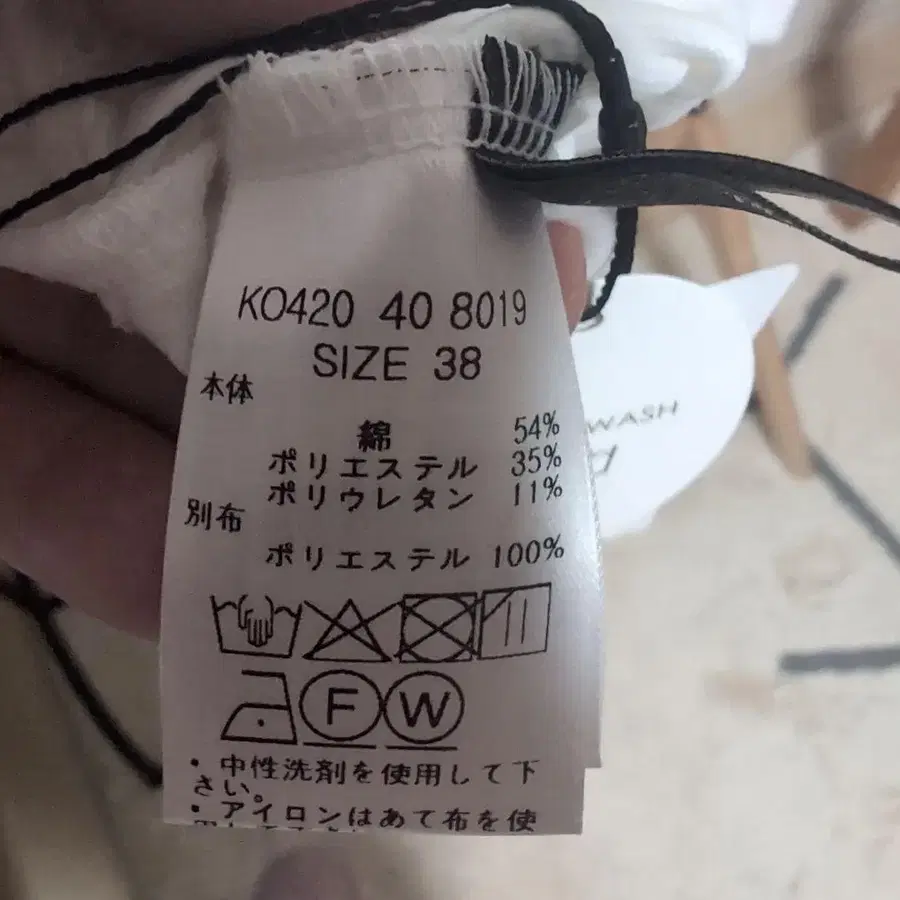 KO420 40 8019
SIZE 38
本体
綿 54%
ポリエステル 35%
ポリウレタン 11%
別布
ポリエステル 100%
F W
・中性洗剤を使用して下
さい。
・アイロンはあて布を使
WASH